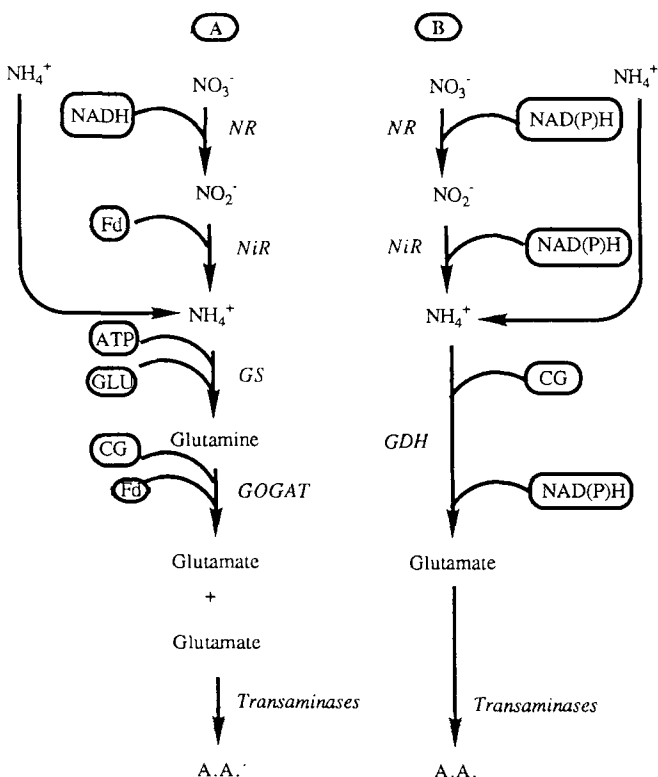 A
NH4+
NO3-
NADH
NR
NO2-
Fd
NiR
NH4+
ATP
GLU
GS
Glutamine
CG
Fd
GOGAT
Glutamate
+
Glutamate
Transaminases
A.A.
B
NO3-
NH4+
NR
NAD(P)H
NO2-
NiR
NAD(P)H
NH4+
CG
GDH
NAD(P)H
Glutamate
Transaminases
A.A.